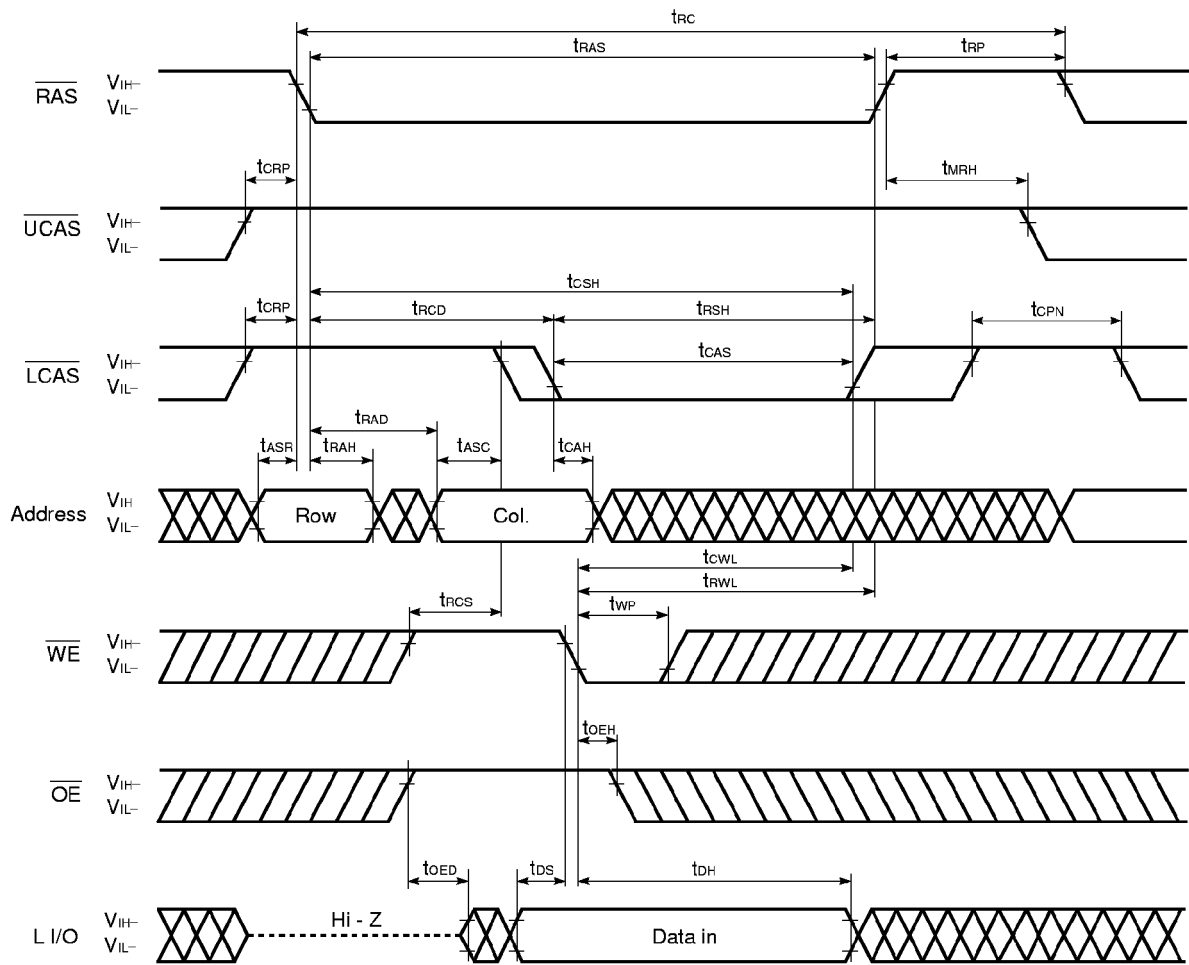 tRC
tRAS tRP
RAS VIH– VIL–
tCRP tMRH
UCAS VIH– VIL–
tCSH
tCRP tRCD tRSH tCPN
tCAS
LCAS VIH– VIL–
tRAD
tASR tRAH tASC tCAH
Address VIH VIL– Row Col.
tCWL
tRWL
tRCS tWP
WE VIH– VIL–
tOEH
OE VIH– VIL–
tOED tDS tDH
L I/O VIH– VIL– Hi - Z Data in